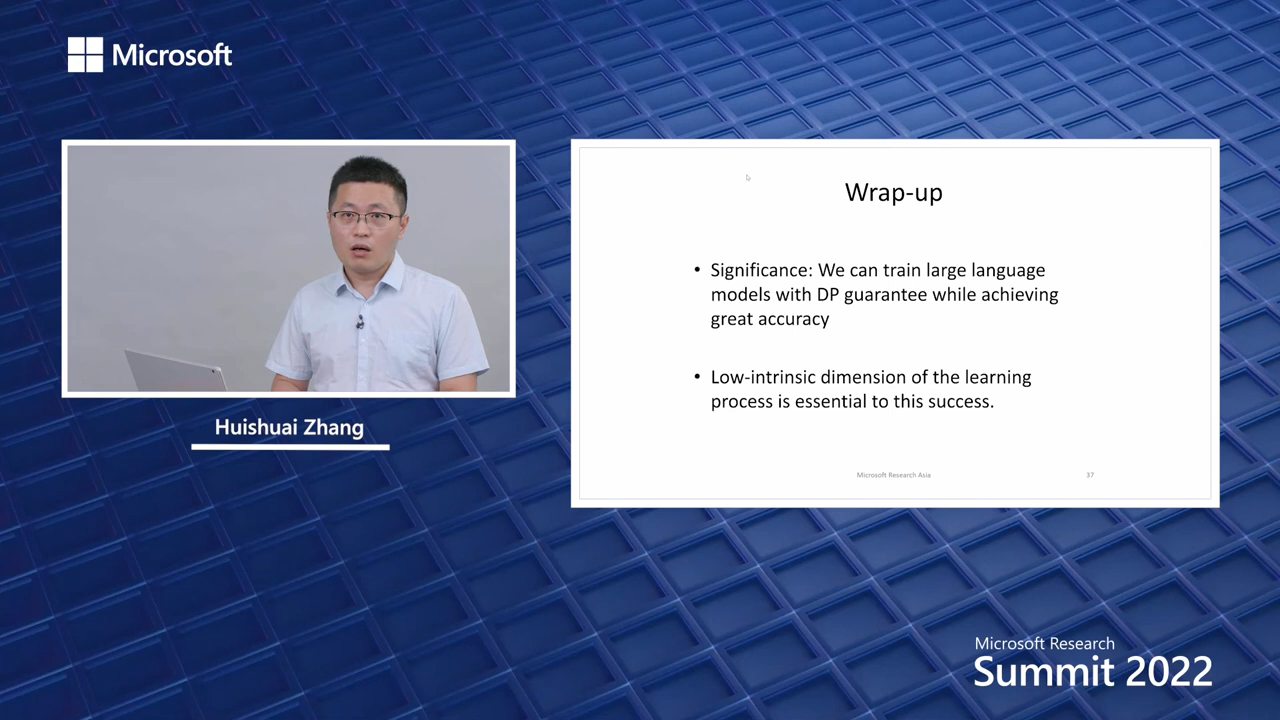 Microsoft
Wrap-up
• Significance: We can train large language
models with DP guarantee while achieving
great accuracy
• Low-intrinsic dimension of the learning
process is essential to this success.
Microsoft Research Asia 37
Huishuai Zhang
Microsoft Research
Summit 2022